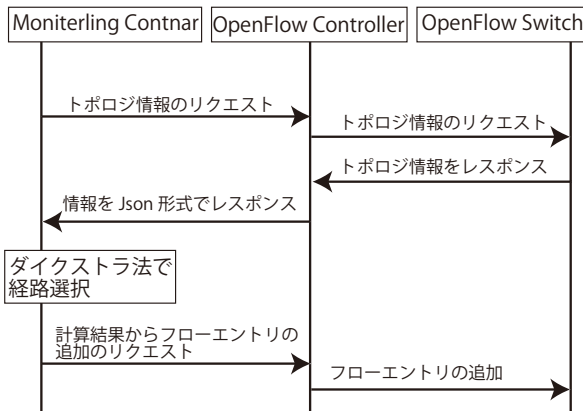 Moniterling Contnar
OpenFlow Controller
OpenFlow Switch
トポロジ情報のリクエスト
トポロジ情報のリクエスト
トポロジ情報をレスポンス
情報を Json 形式でレスポンス
ダイクストラ法で
経路選択
計算結果からフローエントリの
追加のリクエスト
フローエントリの追加